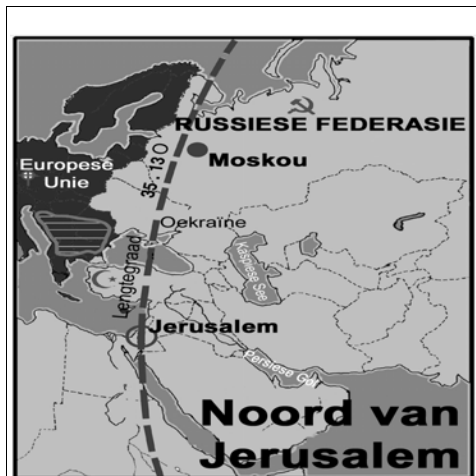 RUSSIESE FEDERASIE
35. 13 O
Moskou
Europese
Unie
Oekraïne
Lengtegraad
Kaspiese See
Jerusalem
Persiese Golf
Noord van
Jerusalem